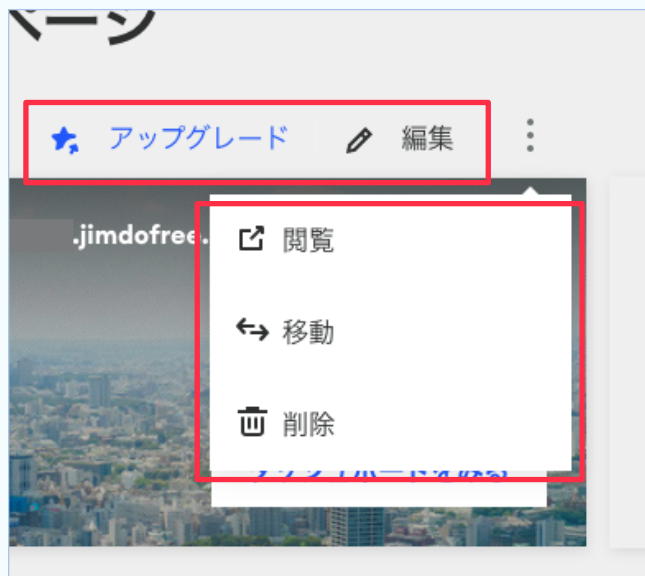 ページ
アップグレード 編集
.jimdofree.
閲覧
移動
削除